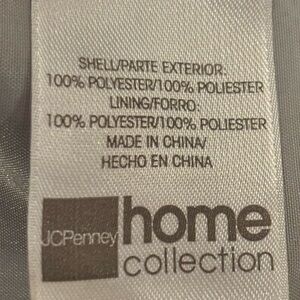 SHELL/PARTE EXTERIOR:
100% POLYESTER/100% POLIESTER
LINING/FORRO:
100% POLYESTER/100% POLIESTER
MADE IN CHINA/
HECHO EN CHINA
JCPenney home
collection